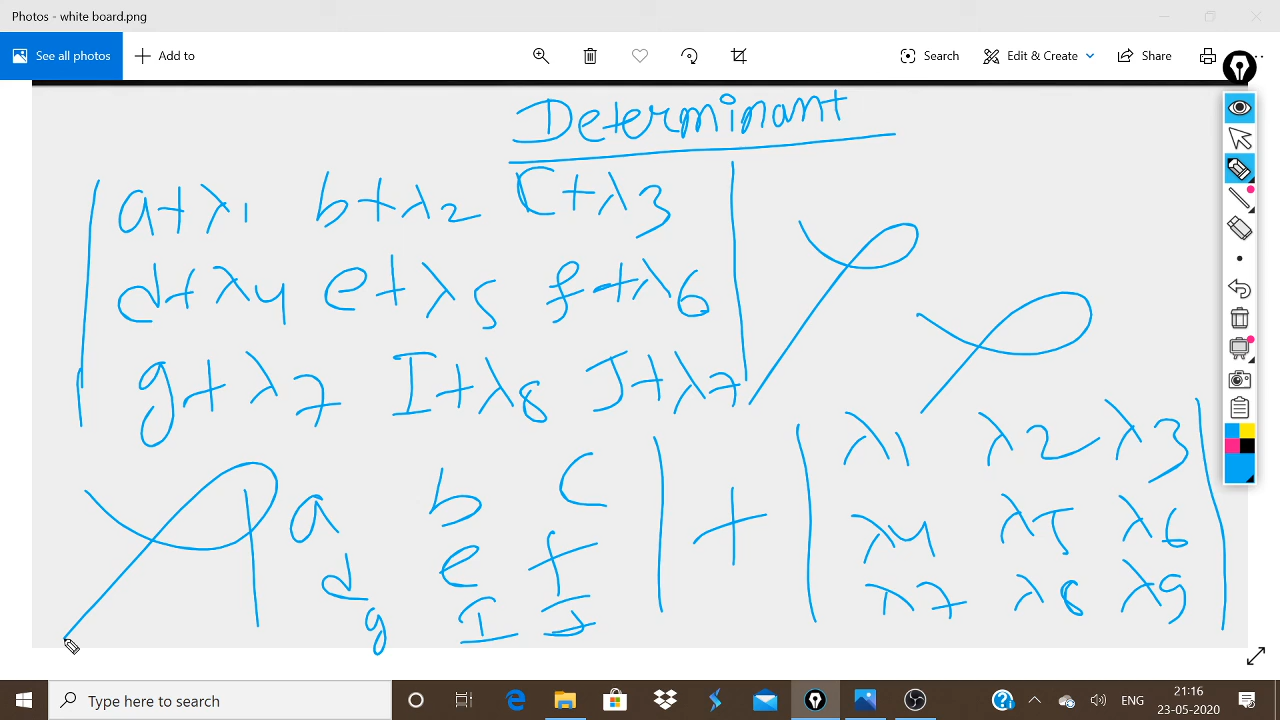 Photos - white board.png
See all photos
Add to
Search
Edit & Create
Share
Determinant
a+λ1 b+λ2 C+λ3
d+λ4 e+λ5 f+λ6
g+λ7 I+λ8 J+λ7
a b C + λ1 λ2 λ3
d e f λ4 λ5 λ6
g I J λ7 λ8 λ9
Type here to search
ENG
21:16
23-05-2020